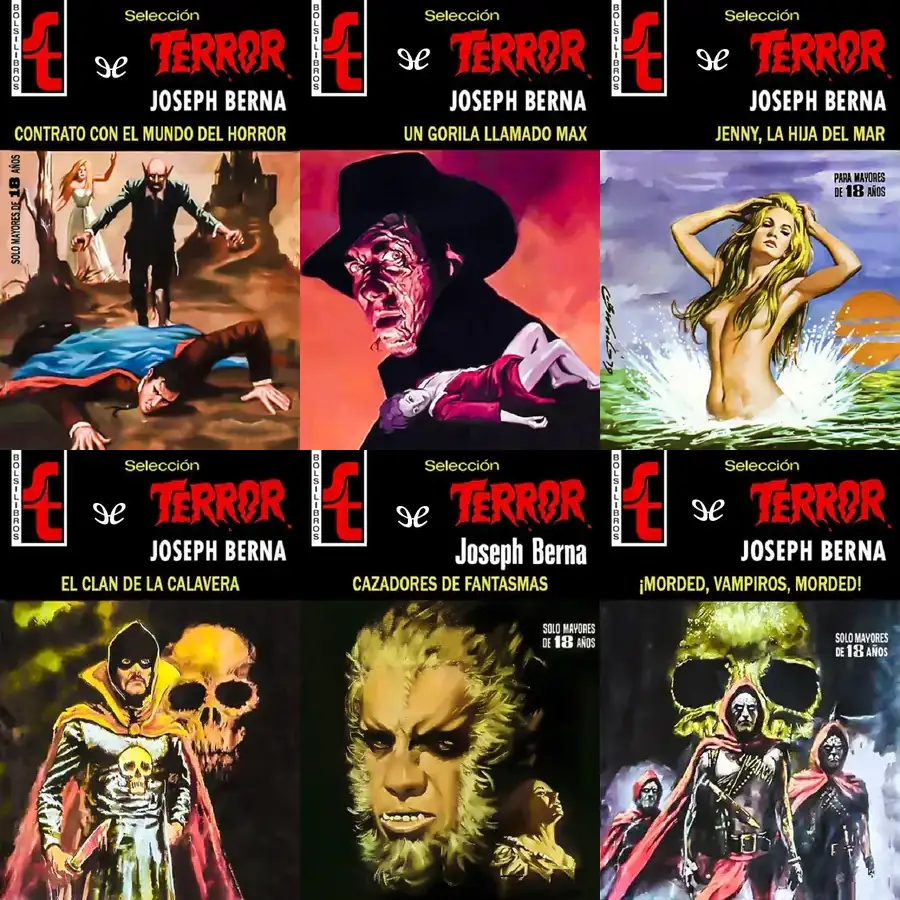 BOLSILIBROS
Selección
TERROR
JOSEPH BERNA
CONTRATO CON EL MUNDO DEL HORROR
SOLO MAYORES DE 18 AÑOS
BOLSILIBROS
Selección
TERROR
JOSEPH BERNA
UN GORILA LLAMADO MAX
BOLSILIBROS
Selección
TERROR
JOSEPH BERNA
JENNY, LA HIJA DEL MAR
PARA MAYORES
DE 18 AÑOS
BOLSILIBROS
Selección
TERROR
JOSEPH BERNA
EL CLAN DE LA CALAVERA
BOLSILIBROS
Selección
TERROR
Joseph Berna
CAZADORES DE FANTASMAS
SOLO MAYORES
DE 18 AÑOS
BOLSILIBROS
Selección
TERROR
JOSEPH BERNA
¡MORDED, VAMPIROS, MORDED!
SOLO MAYORES
DE 18 AÑOS